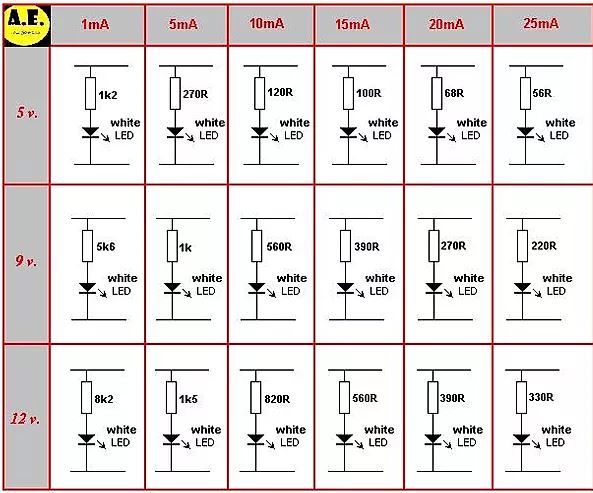 A.E.
1mA 5mA 10mA 15mA 20mA 25mA
5 v.
1k2 270R 120R 100R 68R 56R
white white white white white white
LED LED LED LED LED LED
9 v.
5k6 1k 560R 390R 270R 220R
white white white white white white
LED LED LED LED LED LED
12 v.
8k2 1k5 820R 560R 390R 330R
white white white white white white
LED LED LED LED LED LED